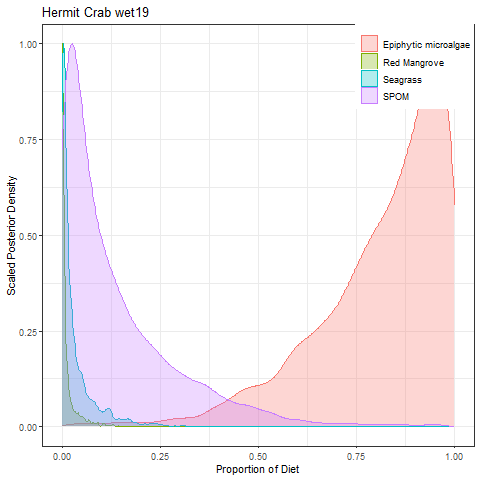 Hermit Crab wet19
Epiphytic microalgae
Red Mangrove
Seagrass
SPOM
Scaled Posterior Density
1.00
0.75
0.50
0.25
0.00
0.00 0.25 0.50 0.75 1.00
Proportion of Diet